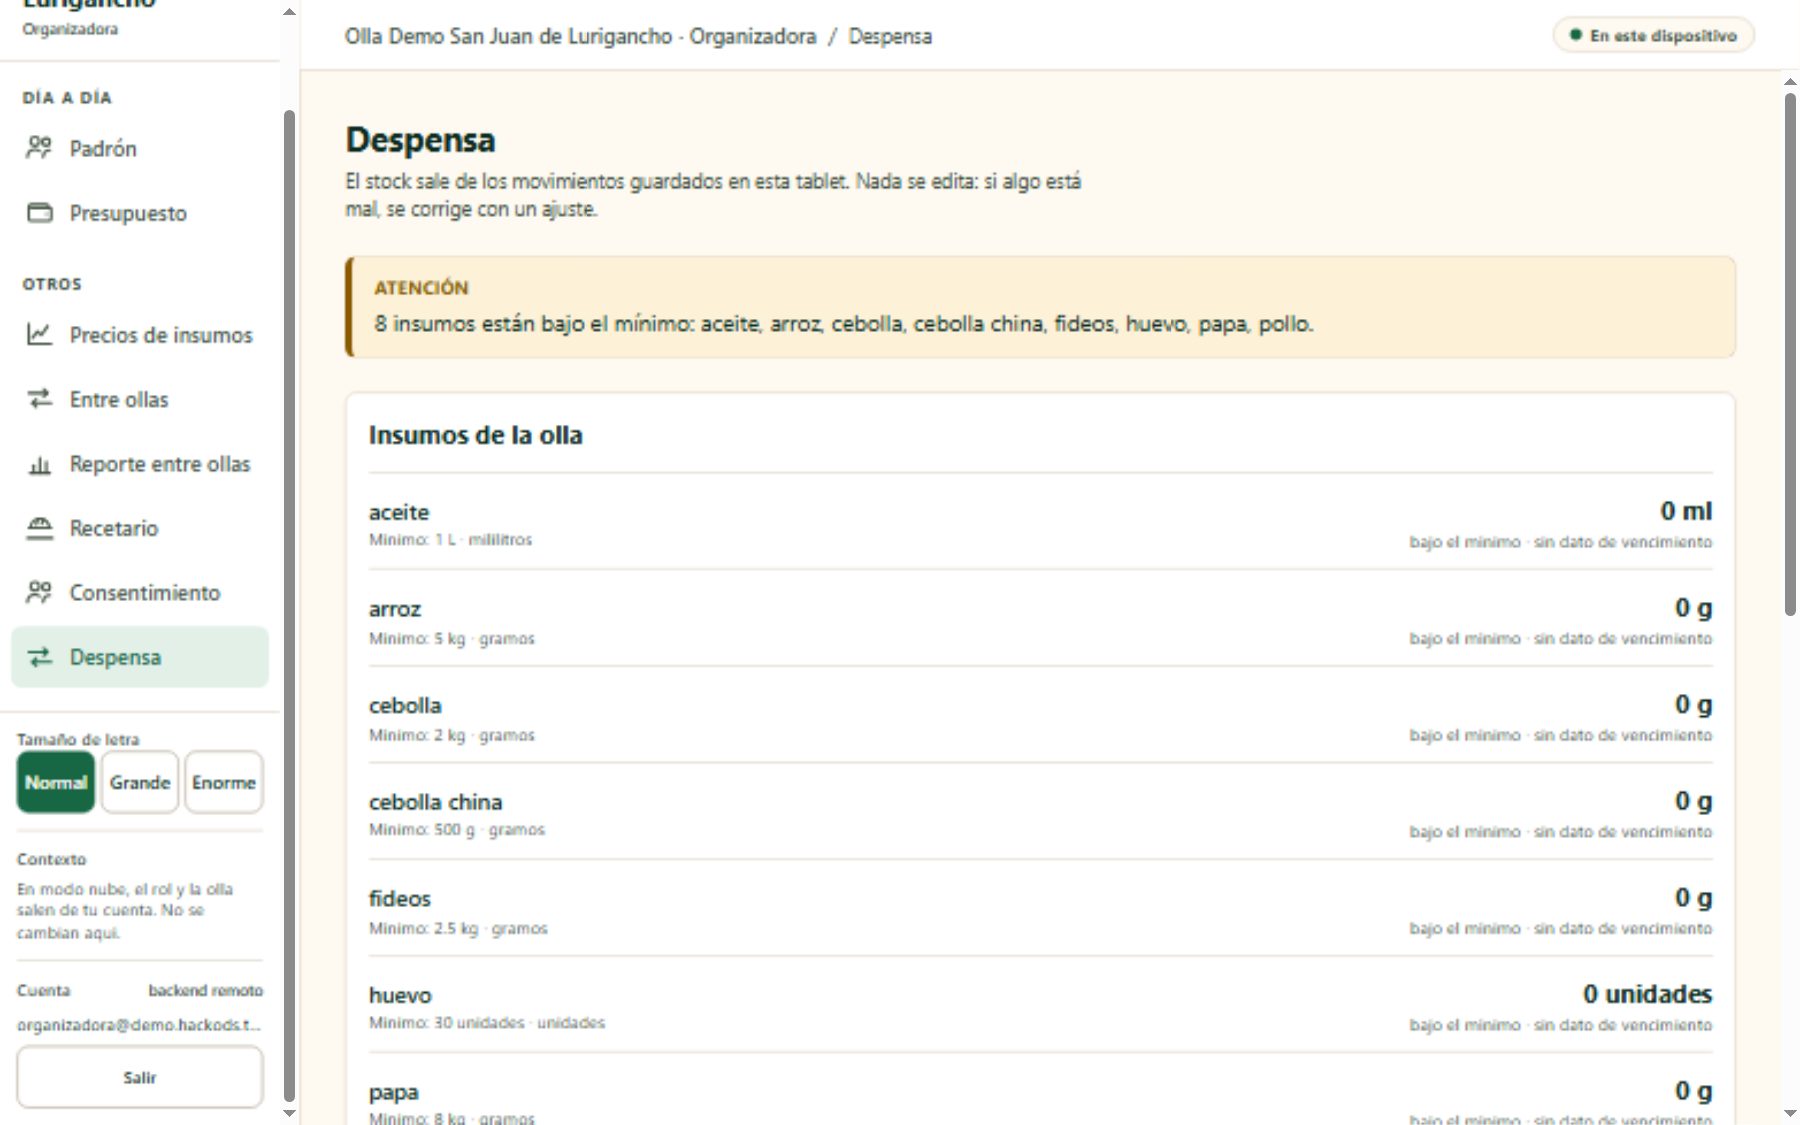 Lurigancho
Organizadora
DÍA A DÍA
Padrón
Presupuesto
OTROS
Precios de insumos
Entre ollas
Reporte entre ollas
Recetario
Consentimiento
Despensa
Tamaño de letra
Normal
Grande
Enorme
Contexto
En modo nube, el rol y la olla
salen de tu cuenta. No se
cambian aquí.
Cuenta backend remoto
organizadora@demo.hackods.t...
Salir
Olla Demo San Juan de Lurigancho · Organizadora / Despensa
En este dispositivo
Despensa
El stock sale de los movimientos guardados en esta tablet. Nada se edita: si algo está
mal, se corrige con un ajuste.
ATENCIÓN
8 insumos están bajo el mínimo: aceite, arroz, cebolla, cebolla china, fideos, huevo, papa, pollo.
Insumos de la olla
aceite 0 ml
Mínimo: 1 L · mililitros bajo el mínimo · sin dato de vencimiento
arroz 0 g
Mínimo: 5 kg · gramos bajo el mínimo · sin dato de vencimiento
cebolla 0 g
Mínimo: 2 kg · gramos bajo el mínimo · sin dato de vencimiento
cebolla china 0 g
Mínimo: 500 g · gramos bajo el mínimo · sin dato de vencimiento
fideos 0 g
Mínimo: 2.5 kg · gramos bajo el mínimo · sin dato de vencimiento
huevo 0 unidades
Mínimo: 30 unidades · unidades bajo el mínimo · sin dato de vencimiento
papa 0 g
Mínimo: 8 kg · gramos bajo el mínimo · sin dato de vencimiento